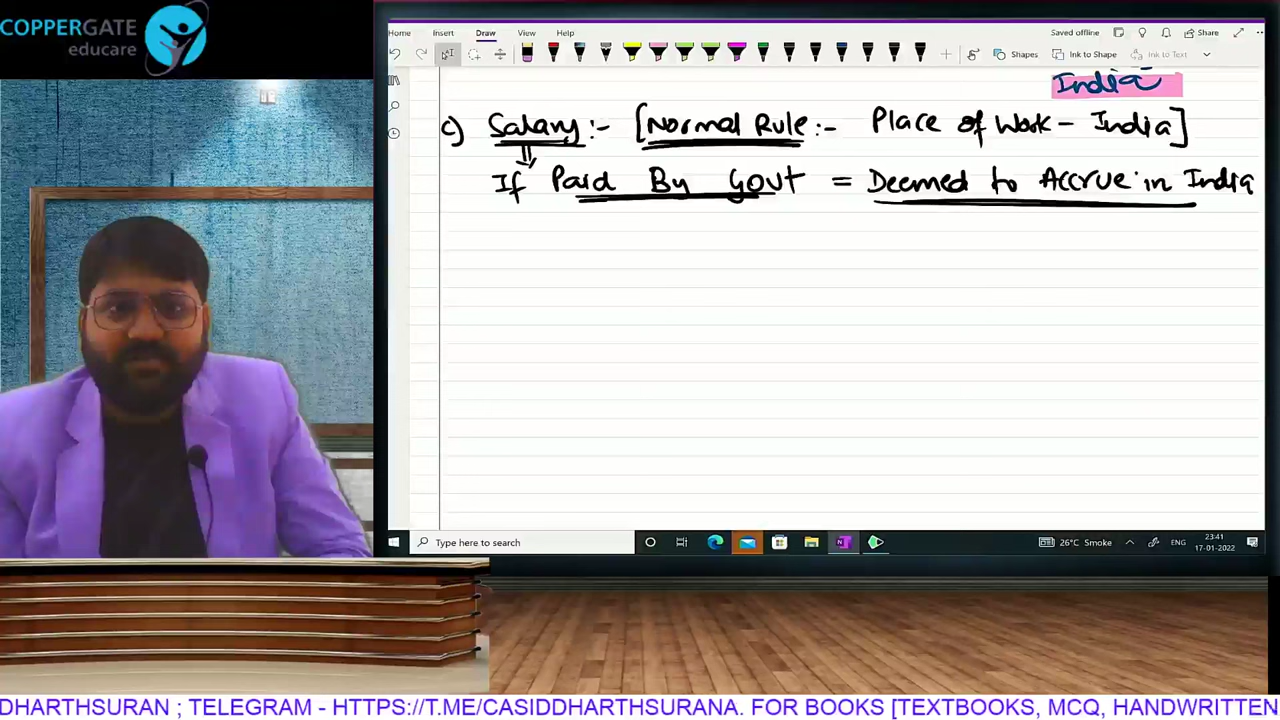 COPPERGATE
educare
Home Insert Draw View Help
Saved offline Share
Shapes Ink to Shape Ink to Text
India
c) Salary :- [Normal Rule :- Place of Work - India]
If Paid By Govt = Deemed to Accrue in India
Type here to search
26°C Smoke ENG 23:41
17-01-2022
DHARTHSURAN ; TELEGRAM - HTTPS://T.ME/CASIDDHARTHSURANA. FOR BOOKS [TEXTBOOKS, MCQ, HANDWRITTEN